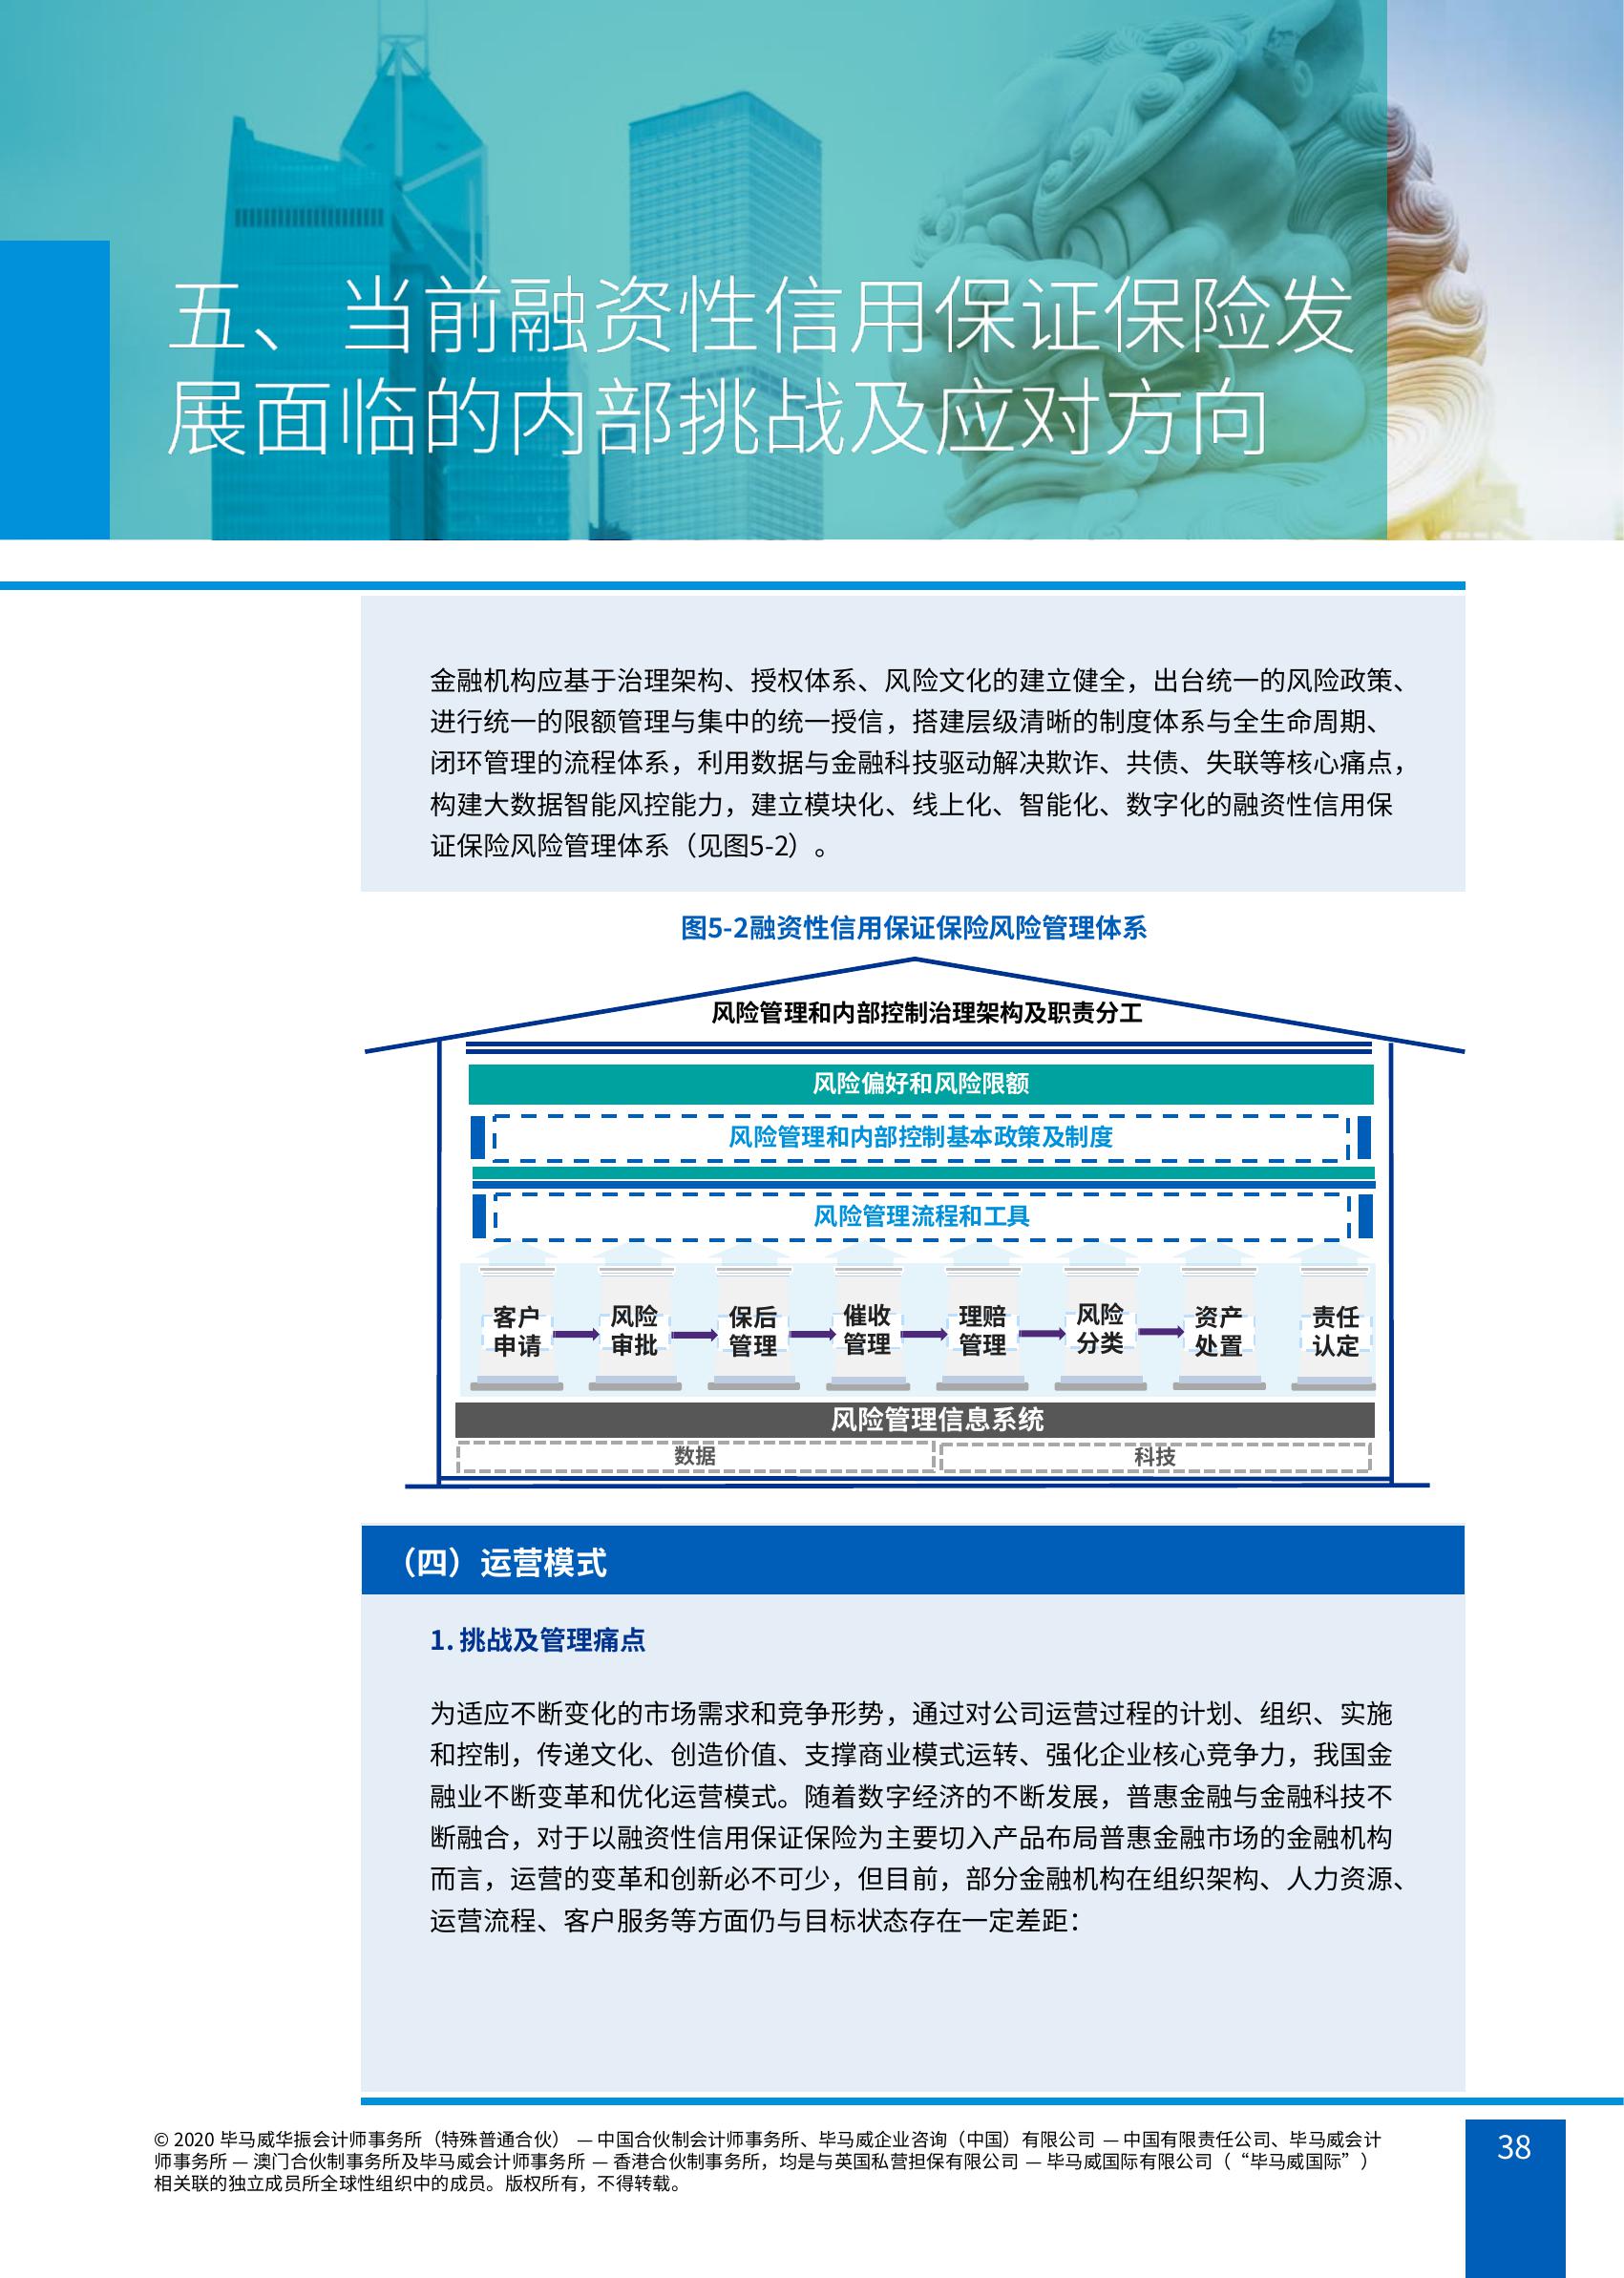 五、当前融资性信用保证保险发
展面临的内部挑战及应对方向
金融机构应基于治理架构、授权体系、风险文化的建立健全，出台统一的风险政策、
进行统一的限额管理与集中的统一授信，搭建层级清晰的制度体系与全生命周期、
闭环管理的流程体系，利用数据与金融科技驱动解决欺诈、共债、失联等核心痛点，
构建大数据智能风控能力，建立模块化、线上化、智能化、数字化的融资性信用保
证保险风险管理体系（见图5-2）。
图5-2融资性信用保证保险风险管理体系
风险管理和内部控制治理架构及职责分工
风险偏好和风险限额
风险管理和内部控制基本政策及制度
风险管理流程和工具
客户
申请
风险
审批
保后
管理
催收
管理
理赔
管理
风险
分类
资产
处置
责任
认定
风险管理信息系统
数据
科技
（四）运营模式
1. 挑战及管理痛点
为适应不断变化的市场需求和竞争形势，通过对公司运营过程的计划、组织、实施
和控制，传递文化、创造价值、支撑商业模式运转、强化企业核心竞争力，我国金
融业不断变革和优化运营模式。随着数字经济的不断发展，普惠金融与金融科技不
断融合，对于以融资性信用保证保险为主要切入产品布局普惠金融市场的金融机构
而言，运营的变革和创新必不可少，但目前，部分金融机构在组织架构、人力资源、
运营流程、客户服务等方面仍与目标状态存在一定差距：
© 2020 毕马威华振会计师事务所（特殊普通合伙） — 中国合伙制会计师事务所、毕马威企业咨询（中国）有限公司 — 中国有限责任公司、毕马威会计
师事务所 — 澳门合伙制事务所及毕马威会计师事务所 — 香港合伙制事务所，均是与英国私营担保有限公司 — 毕马威国际有限公司（“毕马威国际”）
相关联的独立成员所全球性组织中的成员。版权所有，不得转载。
38